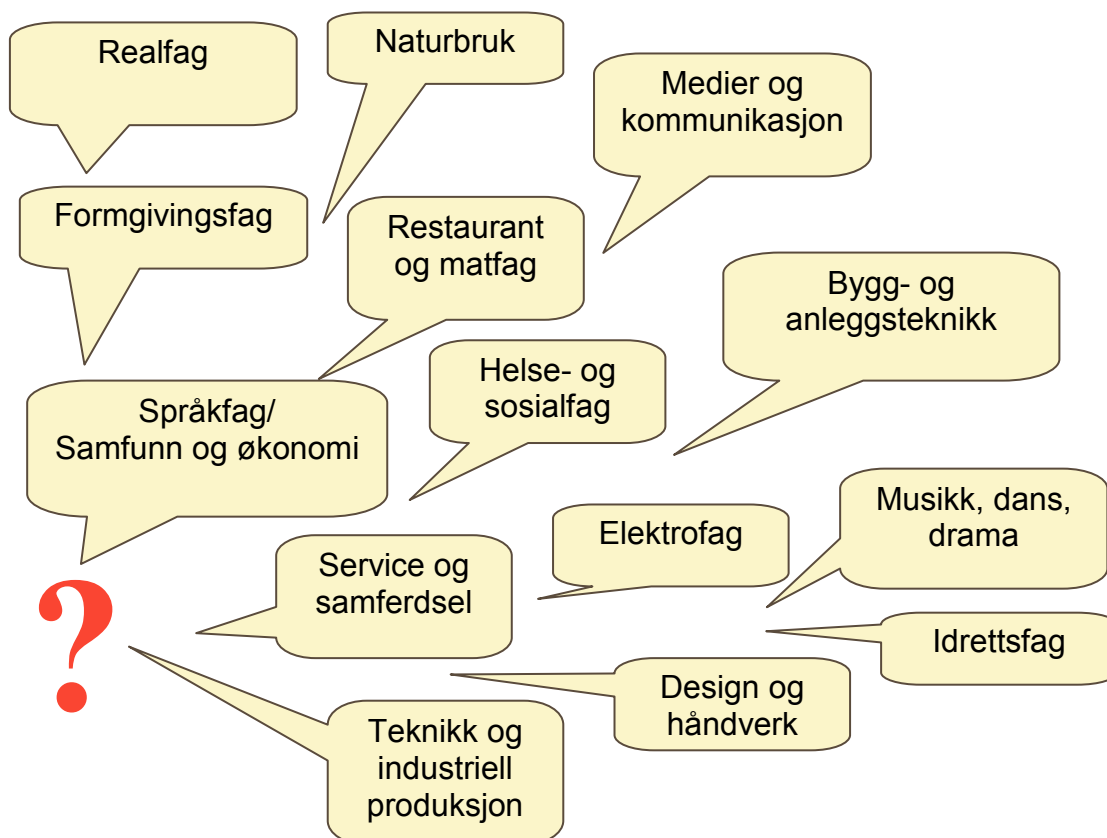 Realfag
Naturbruk
Medier og
kommunikasjon
Formgivingsfag
Restaurant
og matfag
Bygg- og
anleggsteknikk
Helse- og
sosialfag
Språkfag/
Samfunn og økonomi
Musikk, dans,
drama
Elektrofag
Service og
samferdsel
?
Idrettsfag
Design og
håndverk
Teknikk og
industriell
produksjon